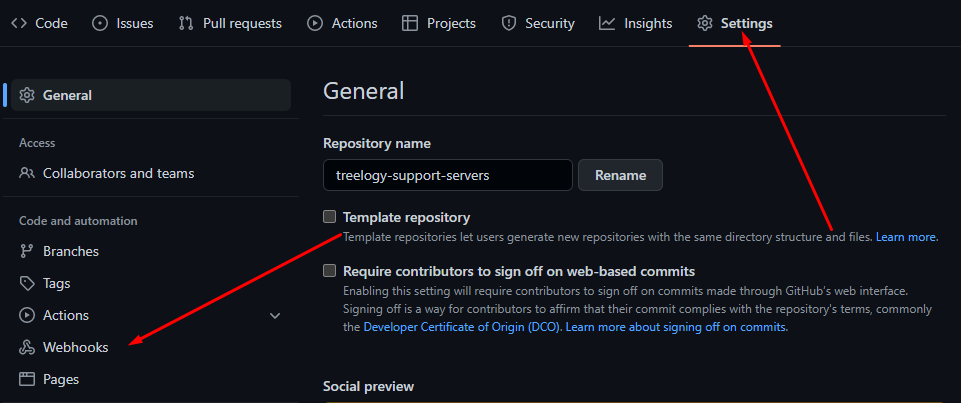 Code Issues Pull requests Actions Projects Security Insights Settings
General
Access
Collaborators and teams
Code and automation
Branches
Tags
Actions
Webhooks
Pages
General
Repository name
treelogy-support-servers Rename
Template repository
Template repositories let users generate new repositories with the same directory structure and files. Learn more.
Require contributors to sign off on web-based commits
Enabling this setting will require contributors to sign off on commits made through GitHub's web interface.
Signing off is a way for contributors to affirm that their commit complies with the repository's terms, commonly
the Developer Certificate of Origin (DCO). Learn more about signing off on commits.
Social preview